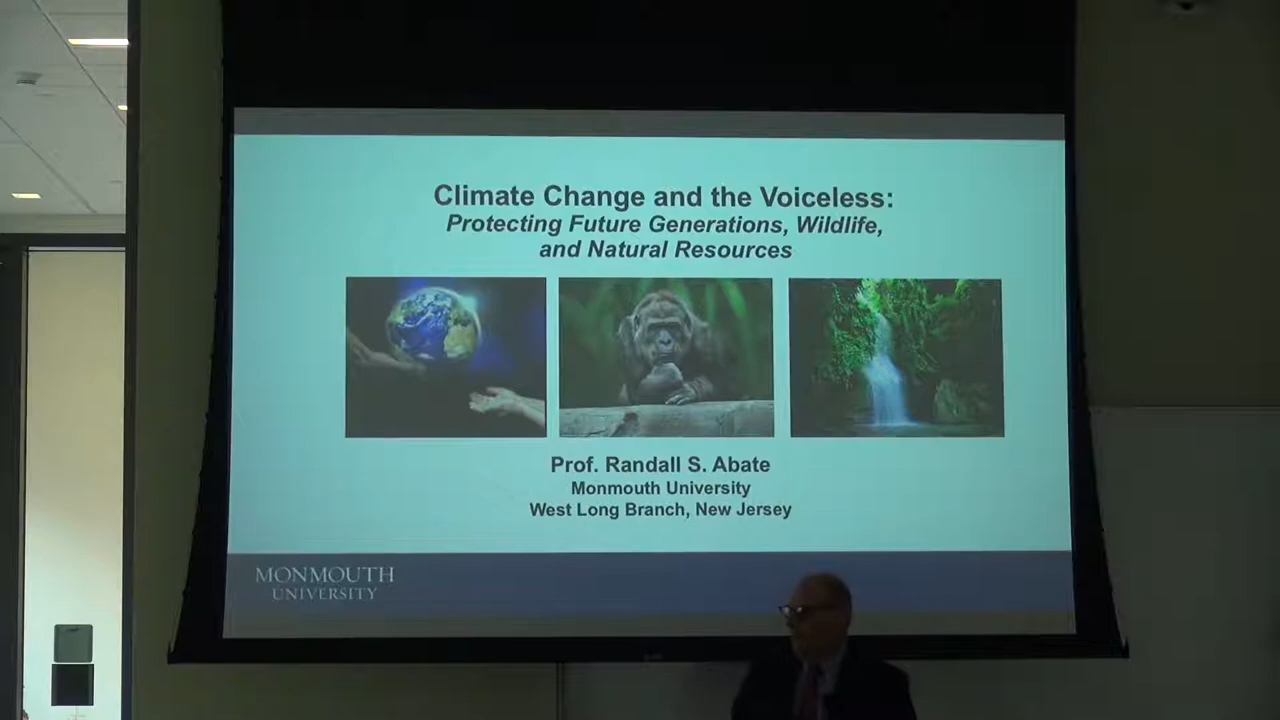 Climate Change and the Voiceless:
Protecting Future Generations, Wildlife,
and Natural Resources
Prof. Randall S. Abate
Monmouth University
West Long Branch, New Jersey
MONMOUTH
UNIVERSITY